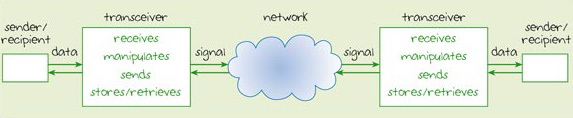 sender/
recipient
data
transceiver
receives
manipulates
sends
stores/retrieves
signal
network
signal
transceiver
receives
manipulates
sends
stores/retrieves
data
sender/
recipient